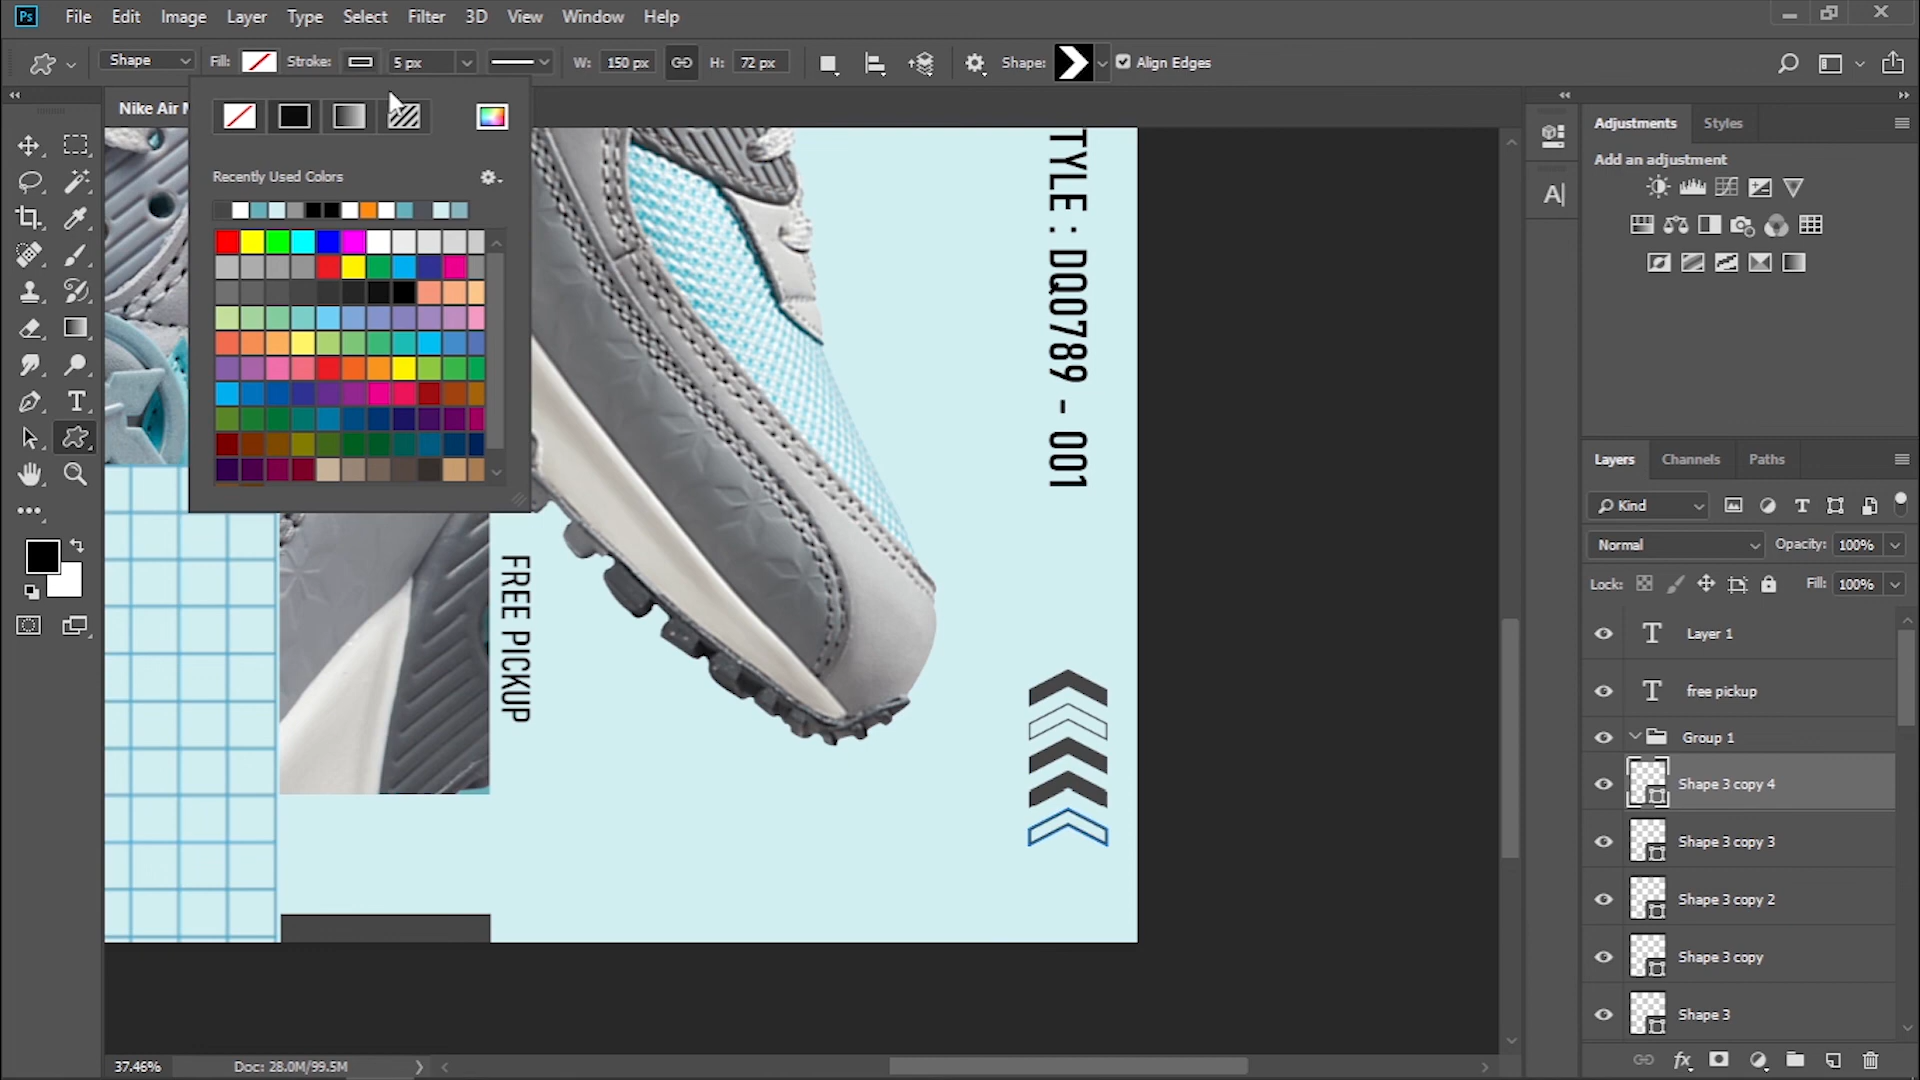 Ps File Edit Image Layer Type Select Filter 3D View Window Help
Shape Fill: Stroke: 5 px W: 150 px H: 72 px Shape: Align Edges
Nike Air
Recently Used Colors
TYLE : DQ0789 - 001
FREE PICKUP
Adjustments Styles
Add an adjustment
Layers Channels Paths
Kind
Normal Opacity: 100%
Lock: Fill: 100%
Layer 1
free pickup
Group 1
Shape 3 copy 4
Shape 3 copy 3
Shape 3 copy 2
Shape 3 copy
Shape 3
37.46% Doc: 28.0M/99.5M